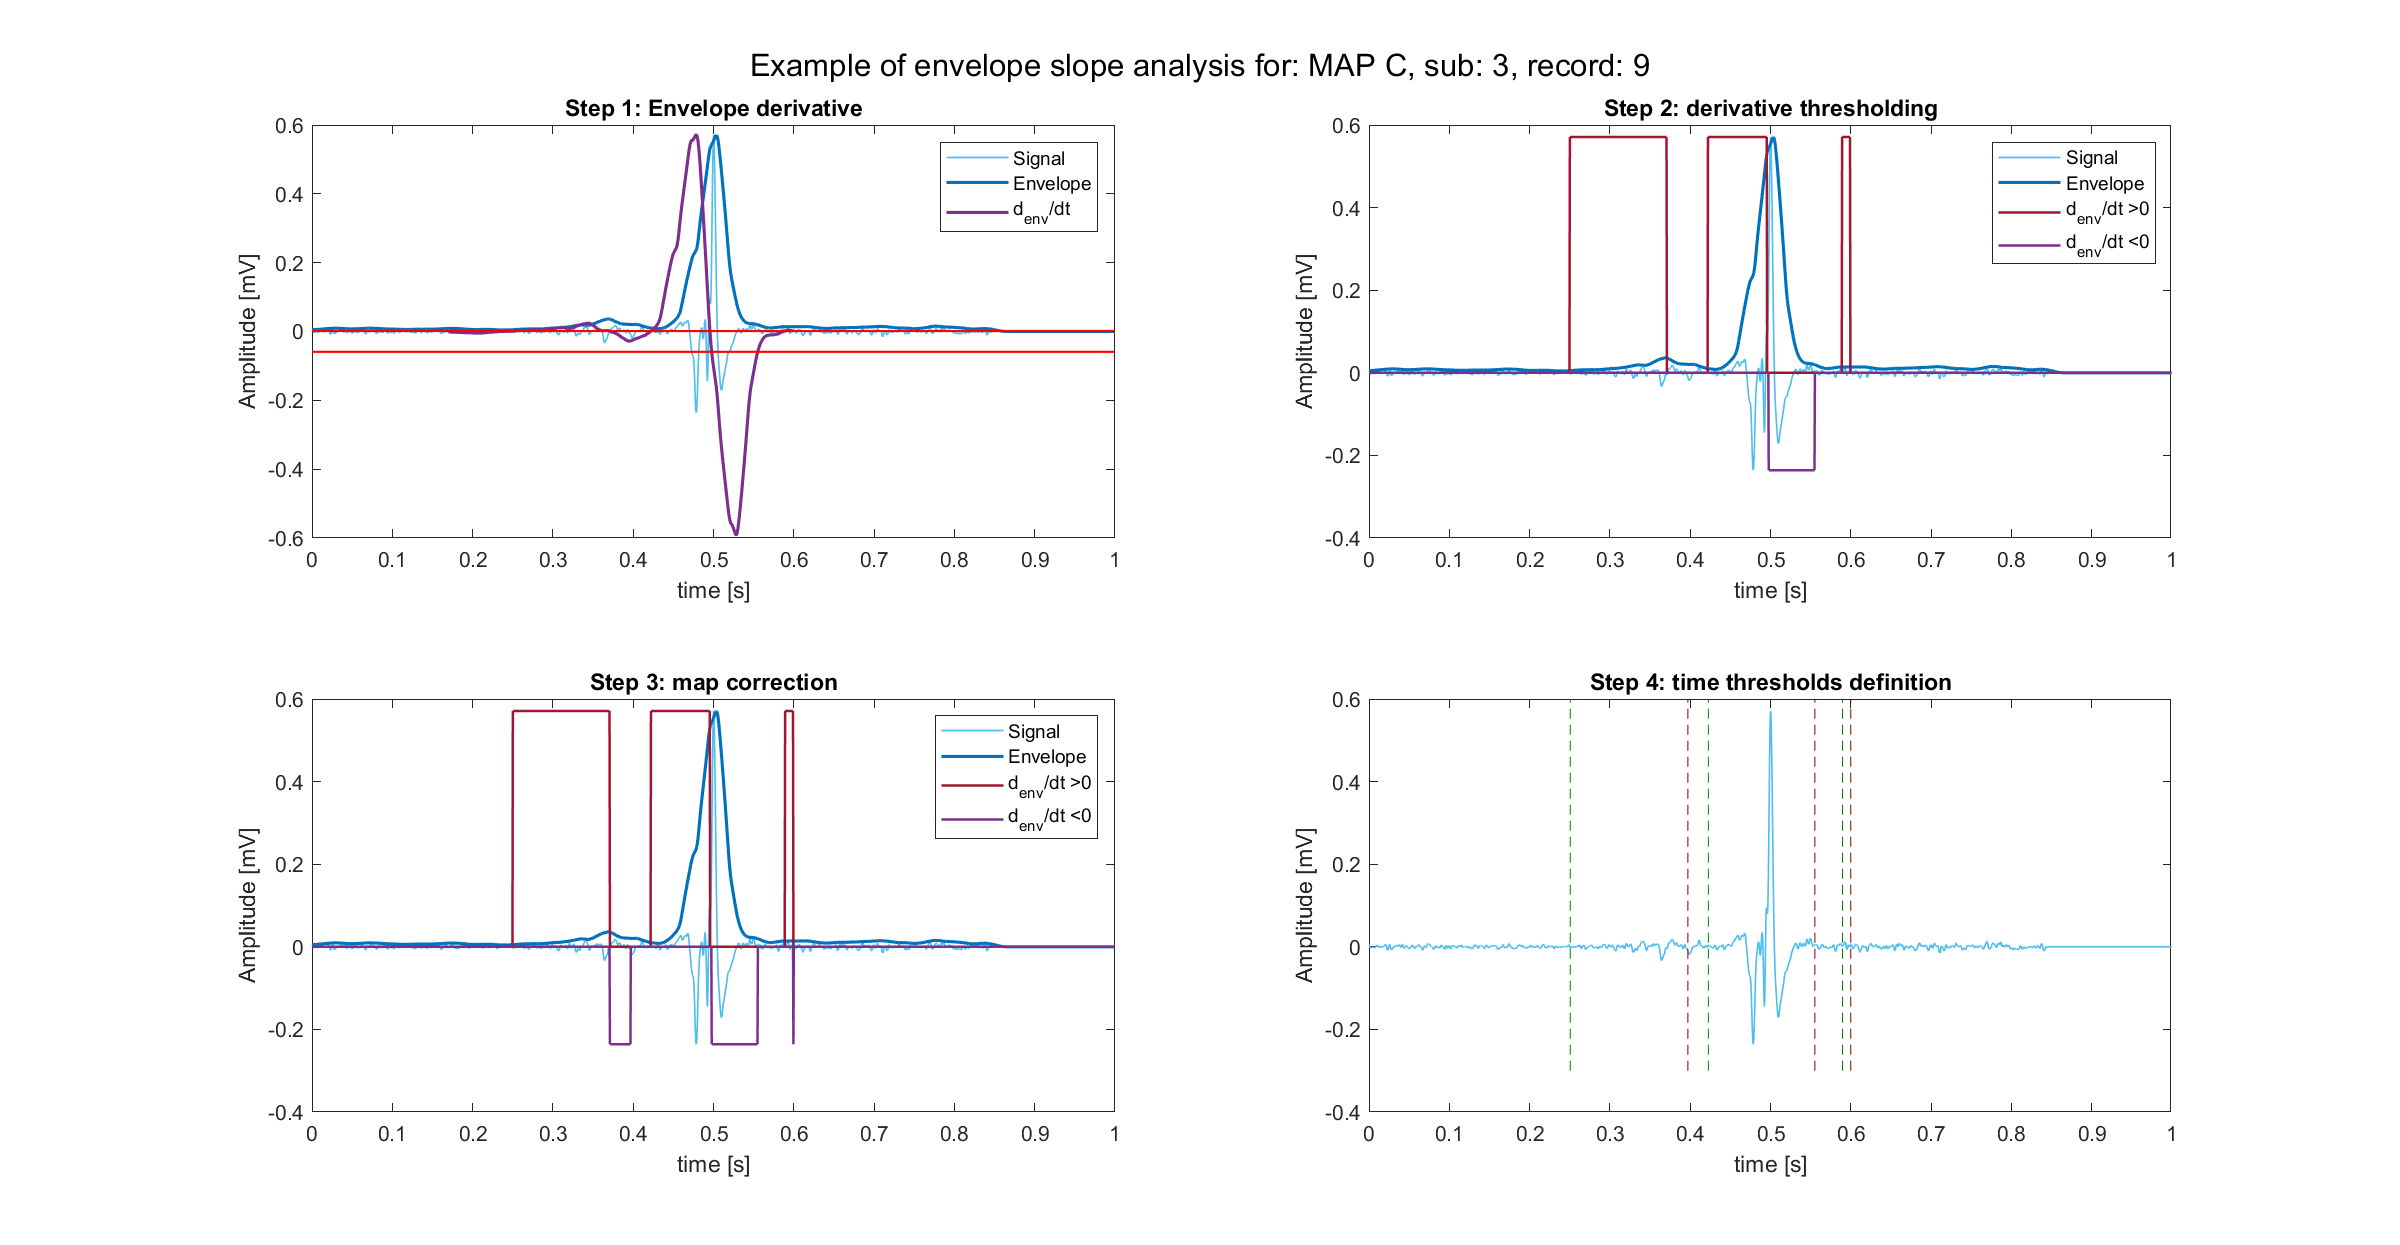 Example of envelope slope analysis for: MAP C, sub: 3, record: 9
Step 1: Envelope derivative
0.6
0.4
0.2
0
-0.2
-0.4
-0.6
Amplitude [mV]
0 0.1 0.2 0.3 0.4 0.5 0.6 0.7 0.8 0.9 1
time [s]
Signal
Envelope
d_env/dt
Step 2: derivative thresholding
0.6
0.4
0.2
0
-0.2
-0.4
Amplitude [mV]
0 0.1 0.2 0.3 0.4 0.5 0.6 0.7 0.8 0.9 1
time [s]
Signal
Envelope
d_env/dt >0
d_env/dt <0
Step 3: map correction
0.6
0.4
0.2
0
-0.2
-0.4
Amplitude [mV]
0 0.1 0.2 0.3 0.4 0.5 0.6 0.7 0.8 0.9 1
time [s]
Signal
Envelope
d_env/dt >0
d_env/dt <0
Step 4: time thresholds definition
0.6
0.4
0.2
0
-0.2
-0.4
Amplitude [mV]
0 0.1 0.2 0.3 0.4 0.5 0.6 0.7 0.8 0.9 1
time [s]